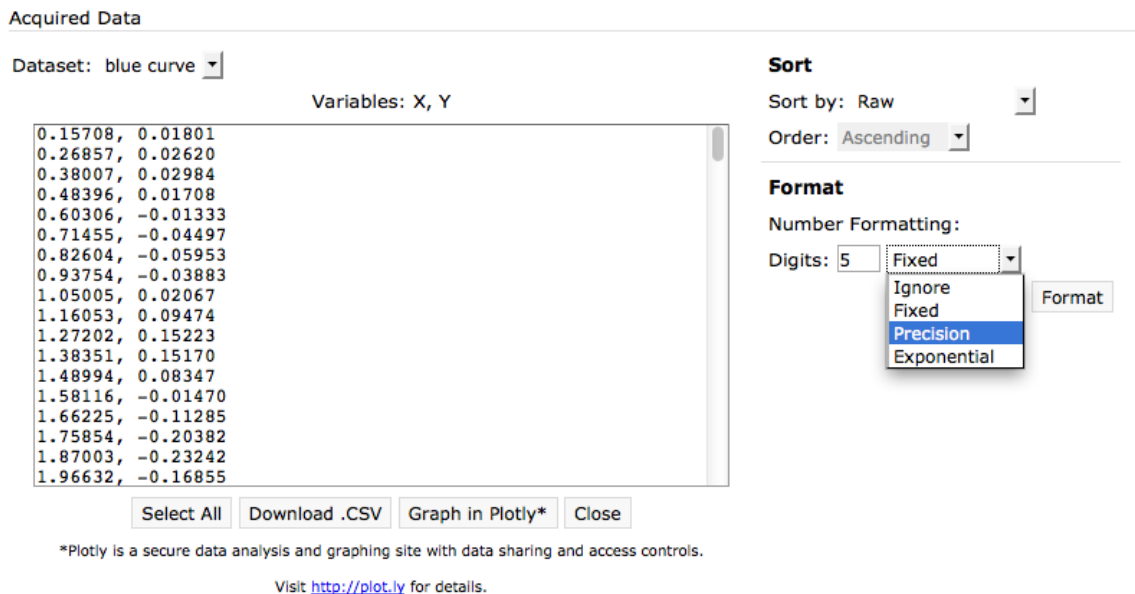 Acquired Data
Dataset: blue curve
Variables: X, Y
0.15708, 0.01801
0.26857, 0.02620
0.38007, 0.02984
0.48396, 0.01708
0.60306, -0.01333
0.71455, -0.04497
0.82604, -0.05953
0.93754, -0.03883
1.05005, 0.02067
1.16053, 0.09474
1.27202, 0.15223
1.38351, 0.15170
1.48994, 0.08347
1.58116, -0.01470
1.66225, -0.11285
1.75854, -0.20382
1.87003, -0.23242
1.96632, -0.16855
Select All
Download .CSV
Graph in Plotly*
Close
*Plotly is a secure data analysis and graphing site with data sharing and access controls.
Visit http://plot.ly for details.
Sort
Sort by: Raw
Order: Ascending
Format
Number Formatting:
Digits: 5 Fixed
Ignore
Fixed
Precision
Exponential
Format